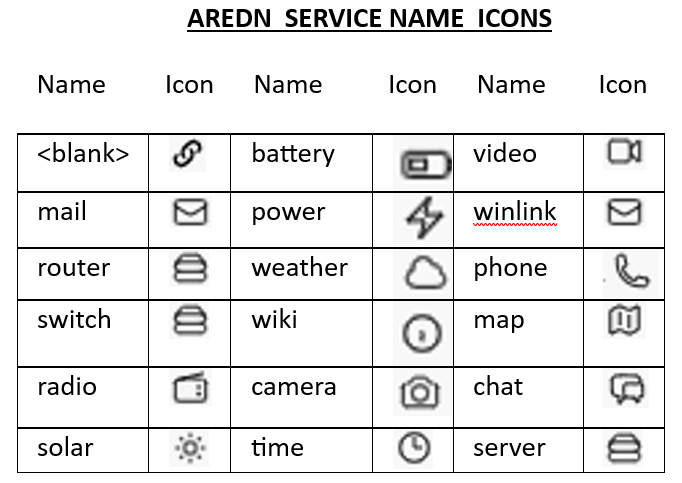 AREDN SERVICE NAME ICONS
Name Icon Name Icon Name Icon
<blank> battery video
mail power winlink
router weather phone
switch wiki map
radio camera chat
solar time server